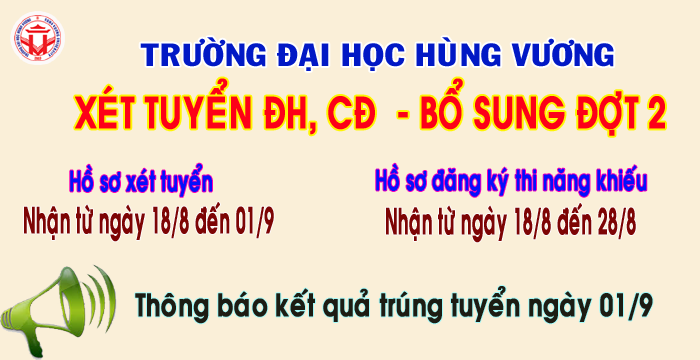 TRƯỜNG ĐẠI HỌC HÙNG VƯƠNG
XÉT TUYỂN ĐH, CĐ - BỔ SUNG ĐỢT 2
Hồ sơ xét tuyển
Nhận từ ngày 18/8 đến 01/9
Hồ sơ đăng ký thi năng khiếu
Nhận từ ngày 18/8 đến 28/8
Thông báo kết quả trúng tuyển ngày 01/9